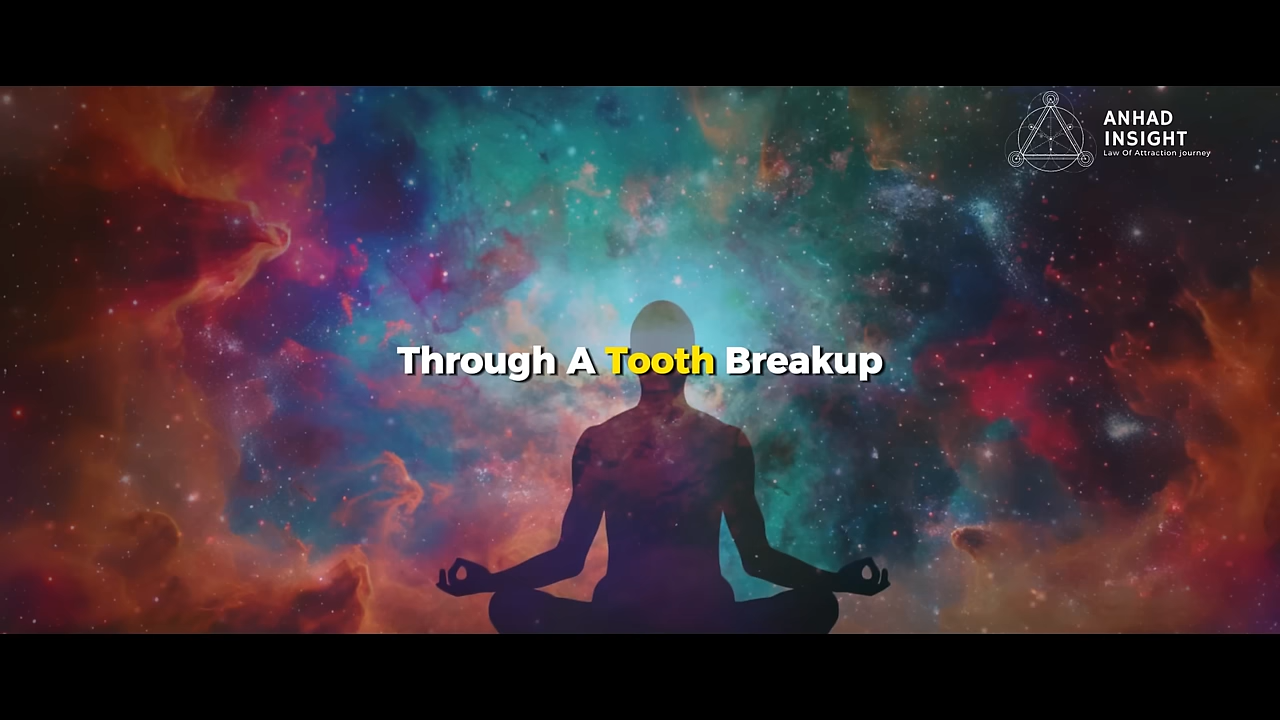 ANHAD
INSIGHT
Law Of Attraction journey
Through A Tooth Breakup